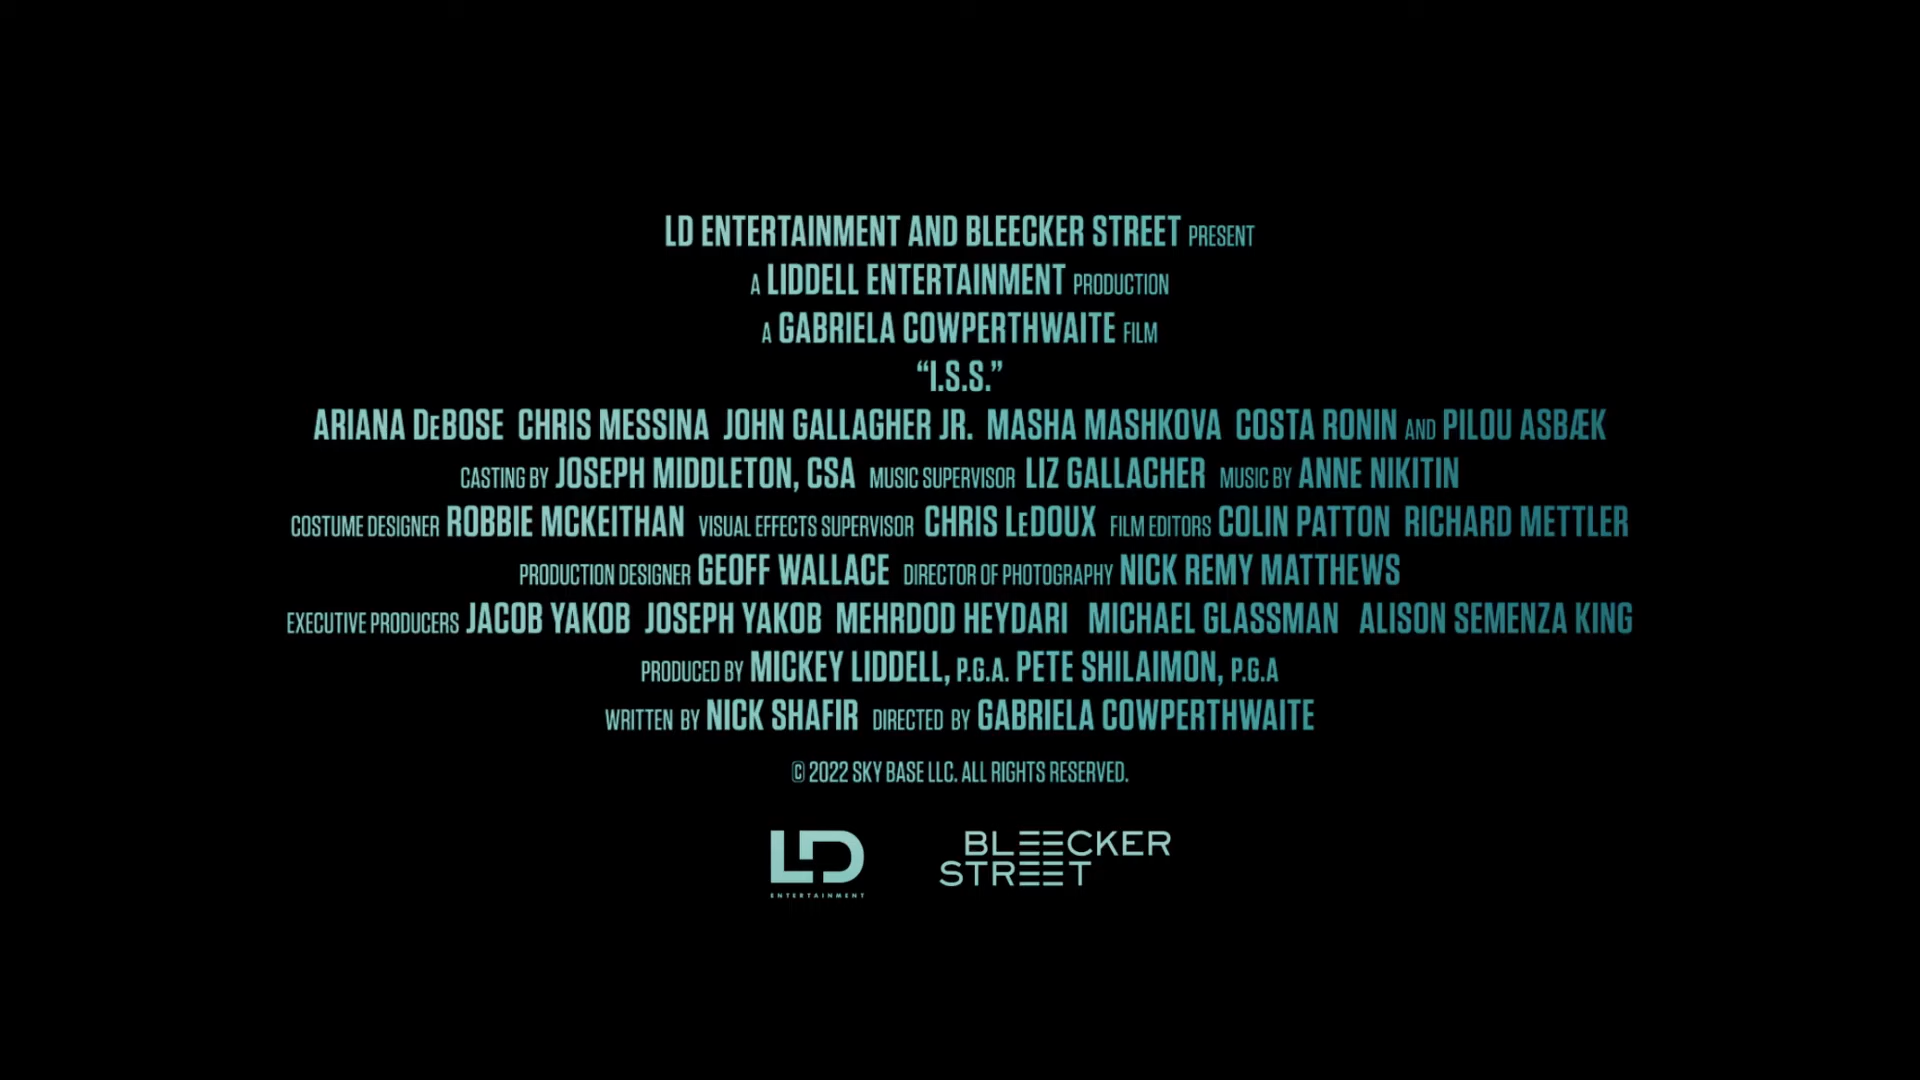 LD ENTERTAINMENT AND BLEECKER STREET PRESENT
A LIDDELL ENTERTAINMENT PRODUCTION
A GABRIELA COWPERTHWAITE FILM
“I.S.S.”
ARIANA DeBOSE CHRIS MESSINA JOHN GALLAGHER JR. MASHA MASHKOVA COSTA RONIN AND PILOU ASBÆK
CASTING BY JOSEPH MIDDLETON, CSA MUSIC SUPERVISOR LIZ GALLACHER MUSIC BY ANNE NIKITIN
COSTUME DESIGNER ROBBIE MCKEITHAN VISUAL EFFECTS SUPERVISOR CHRIS LeDOUX FILM EDITORS COLIN PATTON RICHARD METTLER
PRODUCTION DESIGNER GEOFF WALLACE DIRECTOR OF PHOTOGRAPHY NICK REMY MATTHEWS
EXECUTIVE PRODUCERS JACOB YAKOB JOSEPH YAKOB MEHRDOD HEYDARI MICHAEL GLASSMAN ALISON SEMENZA KING
PRODUCED BY MICKEY LIDDELL, P.G.A. PETE SHILAIMON, P.G.A
WRITTEN BY NICK SHAFIR DIRECTED BY GABRIELA COWPERTHWAITE
© 2022 SKY BASE LLC. ALL RIGHTS RESERVED.
LD
ENTERTAINMENT
BLEECKER
STREET